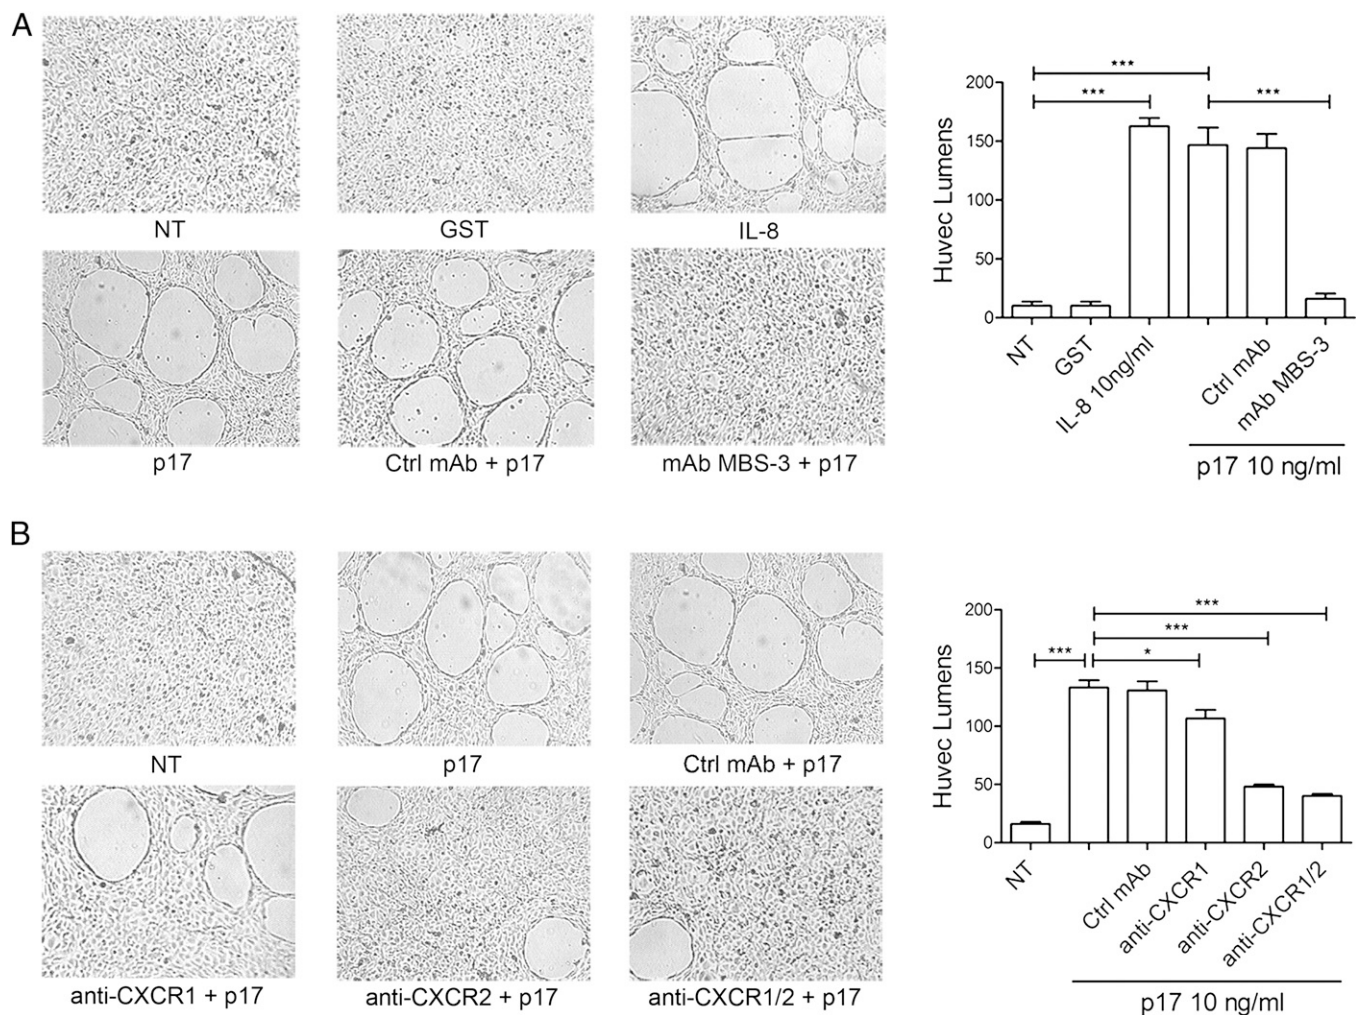 A
NT
GST
IL-8
p17
Ctrl mAb + p17
mAb MBS-3 + p17
Huvec Lumens
200
150
100
50
0
***
***
***
NT
GST
IL-8 10ng/ml
Ctrl mAb
mAb MBS-3
p17 10 ng/ml
B
NT
p17
Ctrl mAb + p17
anti-CXCR1 + p17
anti-CXCR2 + p17
anti-CXCR1/2 + p17
Huvec Lumens
200
150
100
50
0
***
***
***
*
NT
Ctrl mAb
anti-CXCR1
anti-CXCR2
anti-CXCR1/2
p17 10 ng/ml